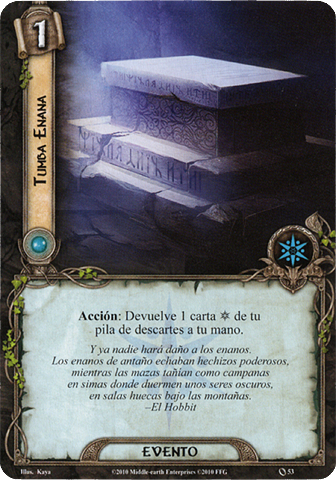 1
TUMBA ENANA
Acción: Devuelve 1 carta de tu
pila de descartes a tu mano.
Y ya nadie hará daño a los enanos.
Los enanos de antaño echaban hechizos poderosos,
mientras las mazas tañían como campanas
en simas donde duermen unos seres oscuros,
en salas huecas bajo las montañas.
–El Hobbit
EVENTO
Illus. Kaya
©2010 Middle-earth Enterprises ©2010 FFG
53